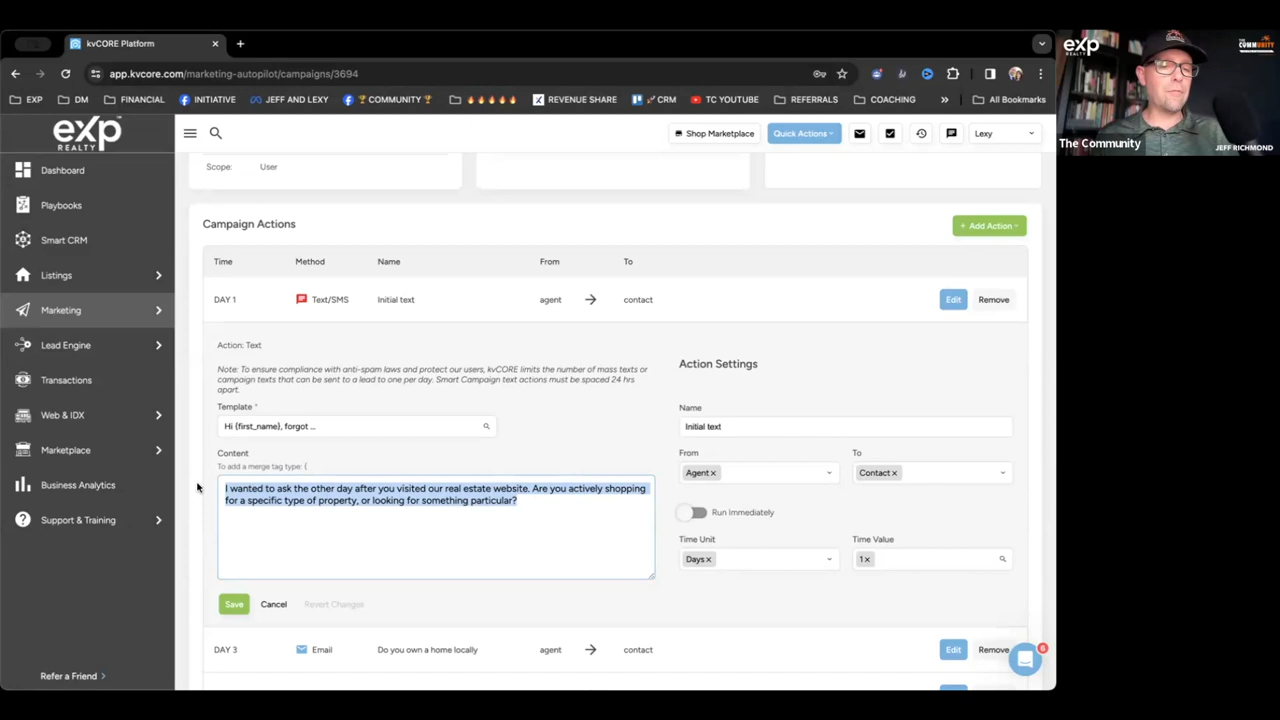 kvCORE Platform
app.kvcore.com/marketing-autopilot/campaigns/3694
EXP DM FINANCIAL INITIATIVE JEFF AND LEXY COMMUNITY REVENUE SHARE CRM TC YOUTUBE REFERRALS COACHING » All Bookmarks
exp
REALTY
Shop Marketplace Quick Actions Lexy
Dashboard
Playbooks
Smart CRM
Listings
Marketing
Lead Engine
Transactions
Web & IDX
Marketplace
Business Analytics
Support & Training
Refer a Friend
Scope: User
Campaign Actions
+ Add Action
Time Method Name From To
DAY 1 Text/SMS Initial text agent → contact Edit Remove
Action: Text
Note: To ensure compliance with anti-spam laws and protect our users, kvCORE limits the number of mass texts or
campaign texts that can be sent to a lead to one per day. Smart Campaign text actions must be spaced 24 hrs
apart.
Template *
Hi {first_name}, forgot ...
Content
To add a merge tag type: {
I wanted to ask the other day after you visited our real estate website. Are you actively shopping
for a specific type of property, or looking for something particular?
Save Cancel Revert Changes
Action Settings
Name
Initial text
From To
Agent × Contact ×
Run Immediately
Time Unit Time Value
Days × 1 ×
DAY 3 Email Do you own a home locally agent → contact Edit Remove
6
exp
REALTY
THE
COMMUNITY
The Community
JEFF RICHMOND